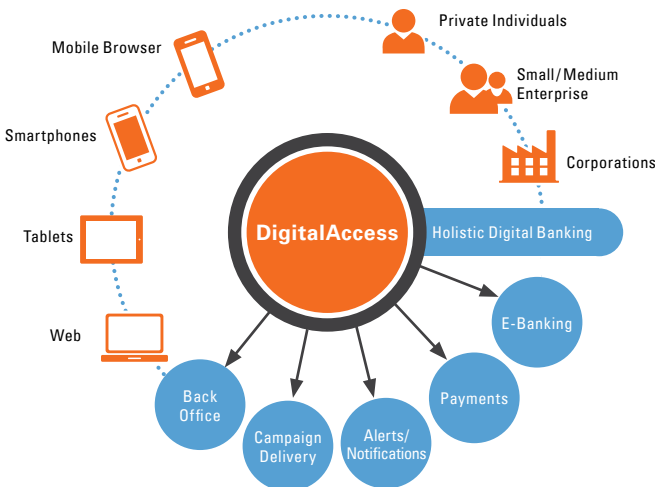 Private Individuals
Mobile Browser
Small/Medium
Enterprise
Smartphones
Corporations
DigitalAccess
Holistic Digital Banking
Tablets
E-Banking
Web
Back
Office
Payments
Campaign
Delivery
Alerts/
Notifications